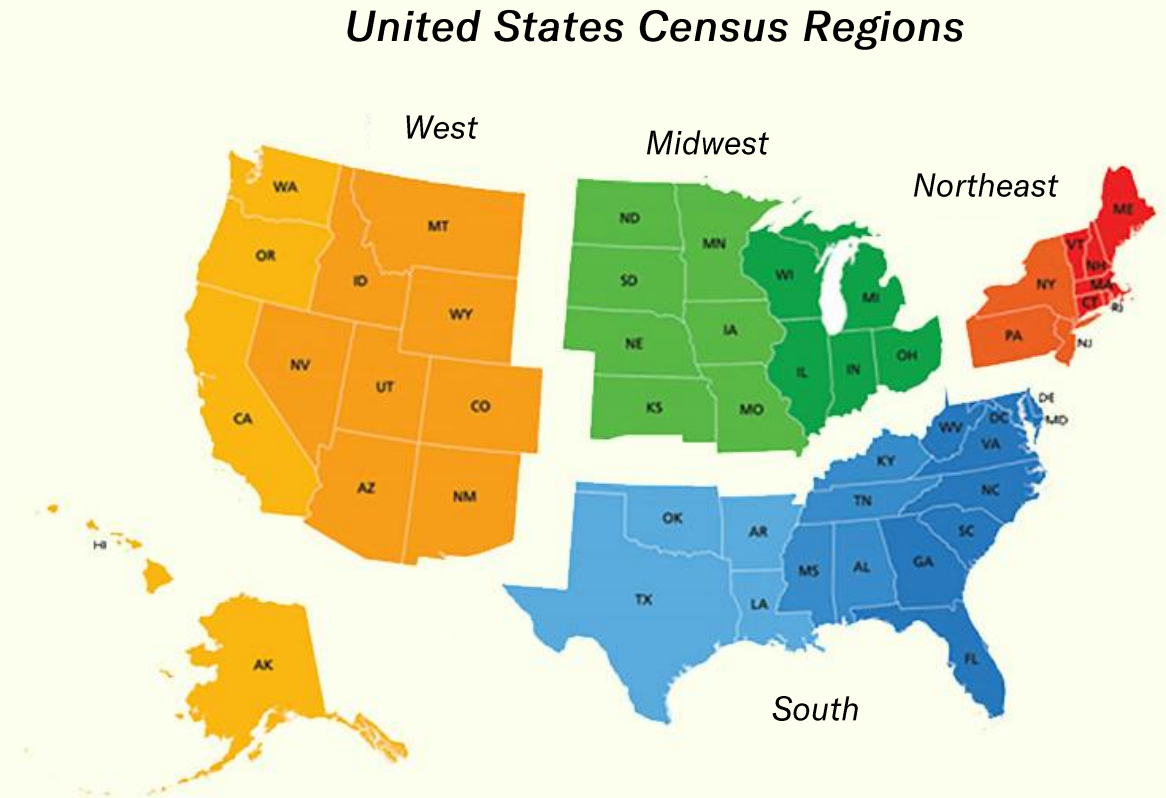 United States Census Regions
West
Midwest
Northeast
WA
MT
OR
ID
WY
NV
UT
CO
CA
AZ
NM
HI
AK
ND
MN
SD
WI
MI
NE
IA
IL
IN
OH
KS
MO
ME
VT
NH
NY
MA
CT
RI
PA
NJ
DE
MD
DC
WV
VA
KY
NC
TN
OK
AR
SC
MS
AL
GA
TX
LA
FL
South